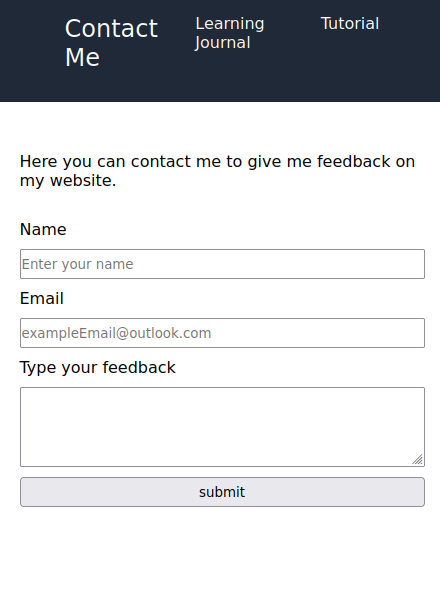 Contact
Me
Learning
Journal
Tutorial
Here you can contact me to give me feedback on
my website.
Name
Enter your name
Email
exampleEmail@outlook.com
Type your feedback
submit